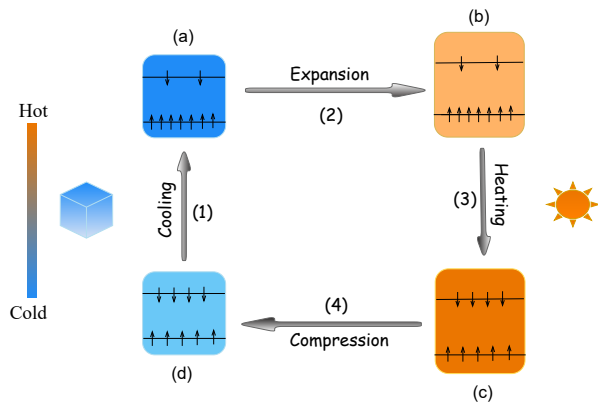 (a)
(b)
Expansion
(2)
Hot
Cooling
(1)
(3)
Heating
Cold
(4)
Compression
(d)
(c)